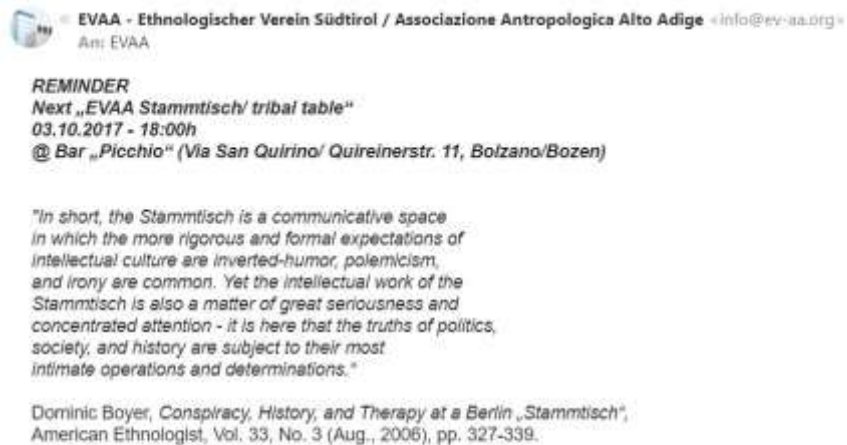 EVAA - Ethnologischer Verein Südtirol / Associazione Antropologica Alto Adige <info@ev-aa.org>
An: EVAA
REMINDER
Next „EVAA Stammtisch/ tribal table“
03.10.2017 - 18:00h
@ Bar „Picchio“ (Via San Quirino/ Quireinerstr. 11, Bolzano/Bozen)
"In short, the Stammtisch is a communicative space
in which the more rigorous and formal expectations of
intellectual culture are inverted-humor, polemicism,
and irony are common. Yet the intellectual work of the
Stammtisch is also a matter of great seriousness and
concentrated attention - it is here that the truths of politics,
society, and history are subject to their most
intimate operations and determinations."
Dominic Boyer, Conspiracy, History, and Therapy at a Berlin „Stammtisch“,
American Ethnologist, Vol. 33, No. 3 (Aug., 2006), pp. 327-339.